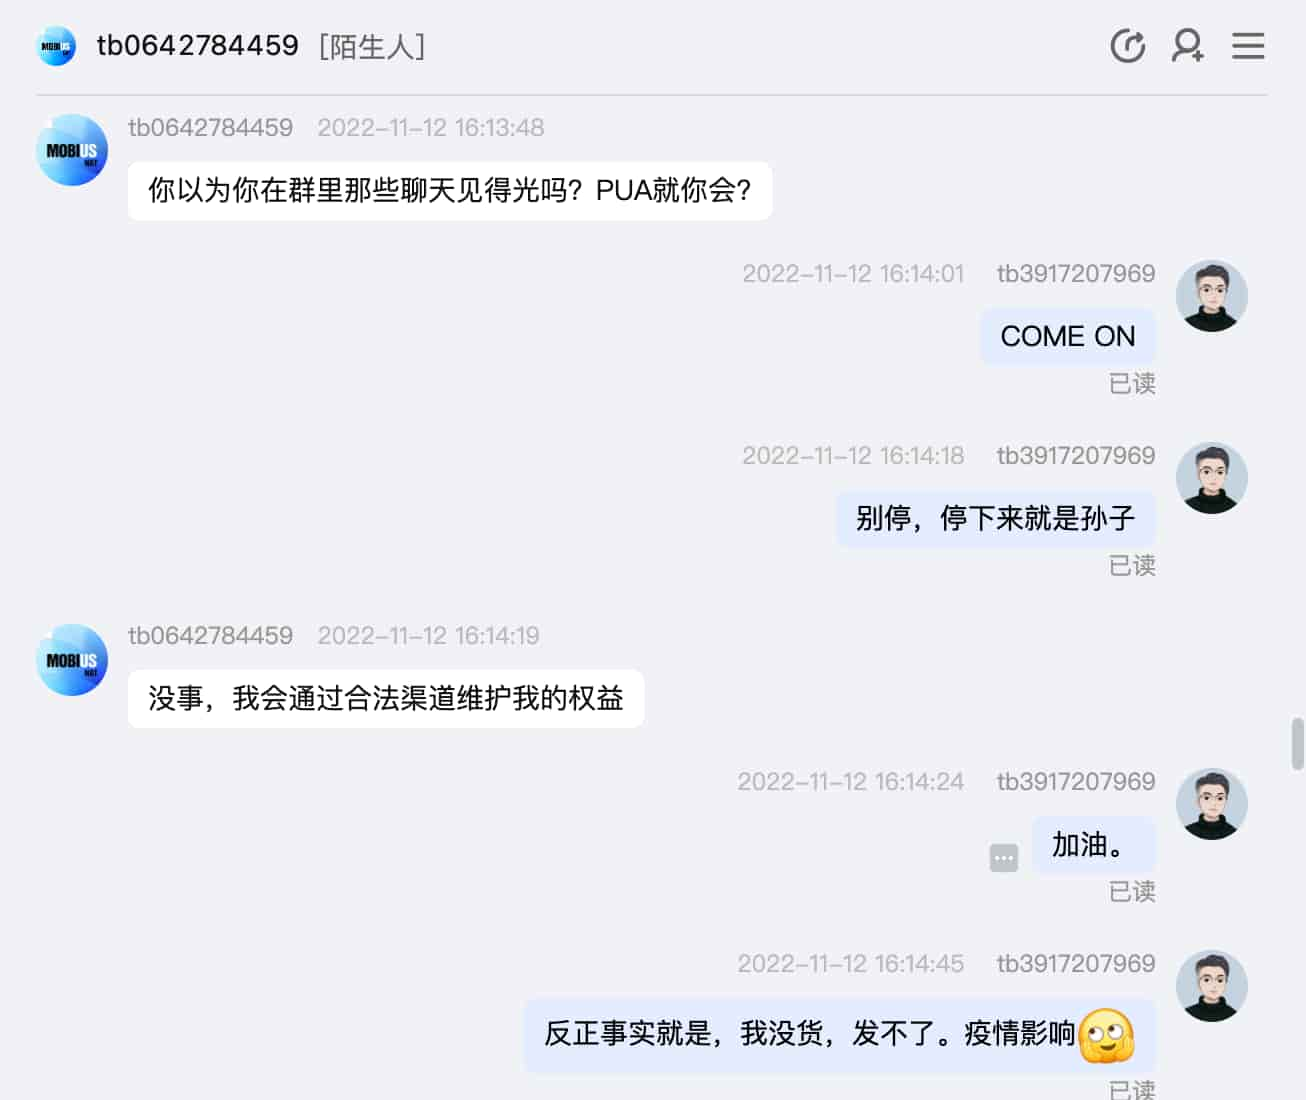 tb0642784459 [陌生人]
tb0642784459 2022-11-12 16:13:48
MOBIUS
你以为你在群里那些聊天见得光吗？PUA就你会？
2022-11-12 16:14:01 tb3917207969
COME ON
已读
2022-11-12 16:14:18 tb3917207969
别停，停下来就是孙子
已读
tb0642784459 2022-11-12 16:14:19
MOBIUS
没事，我会通过合法渠道维护我的权益
2022-11-12 16:14:24 tb3917207969
加油。
已读
2022-11-12 16:14:45 tb3917207969
反正事实就是，我没货，发不了。疫情影响
已读